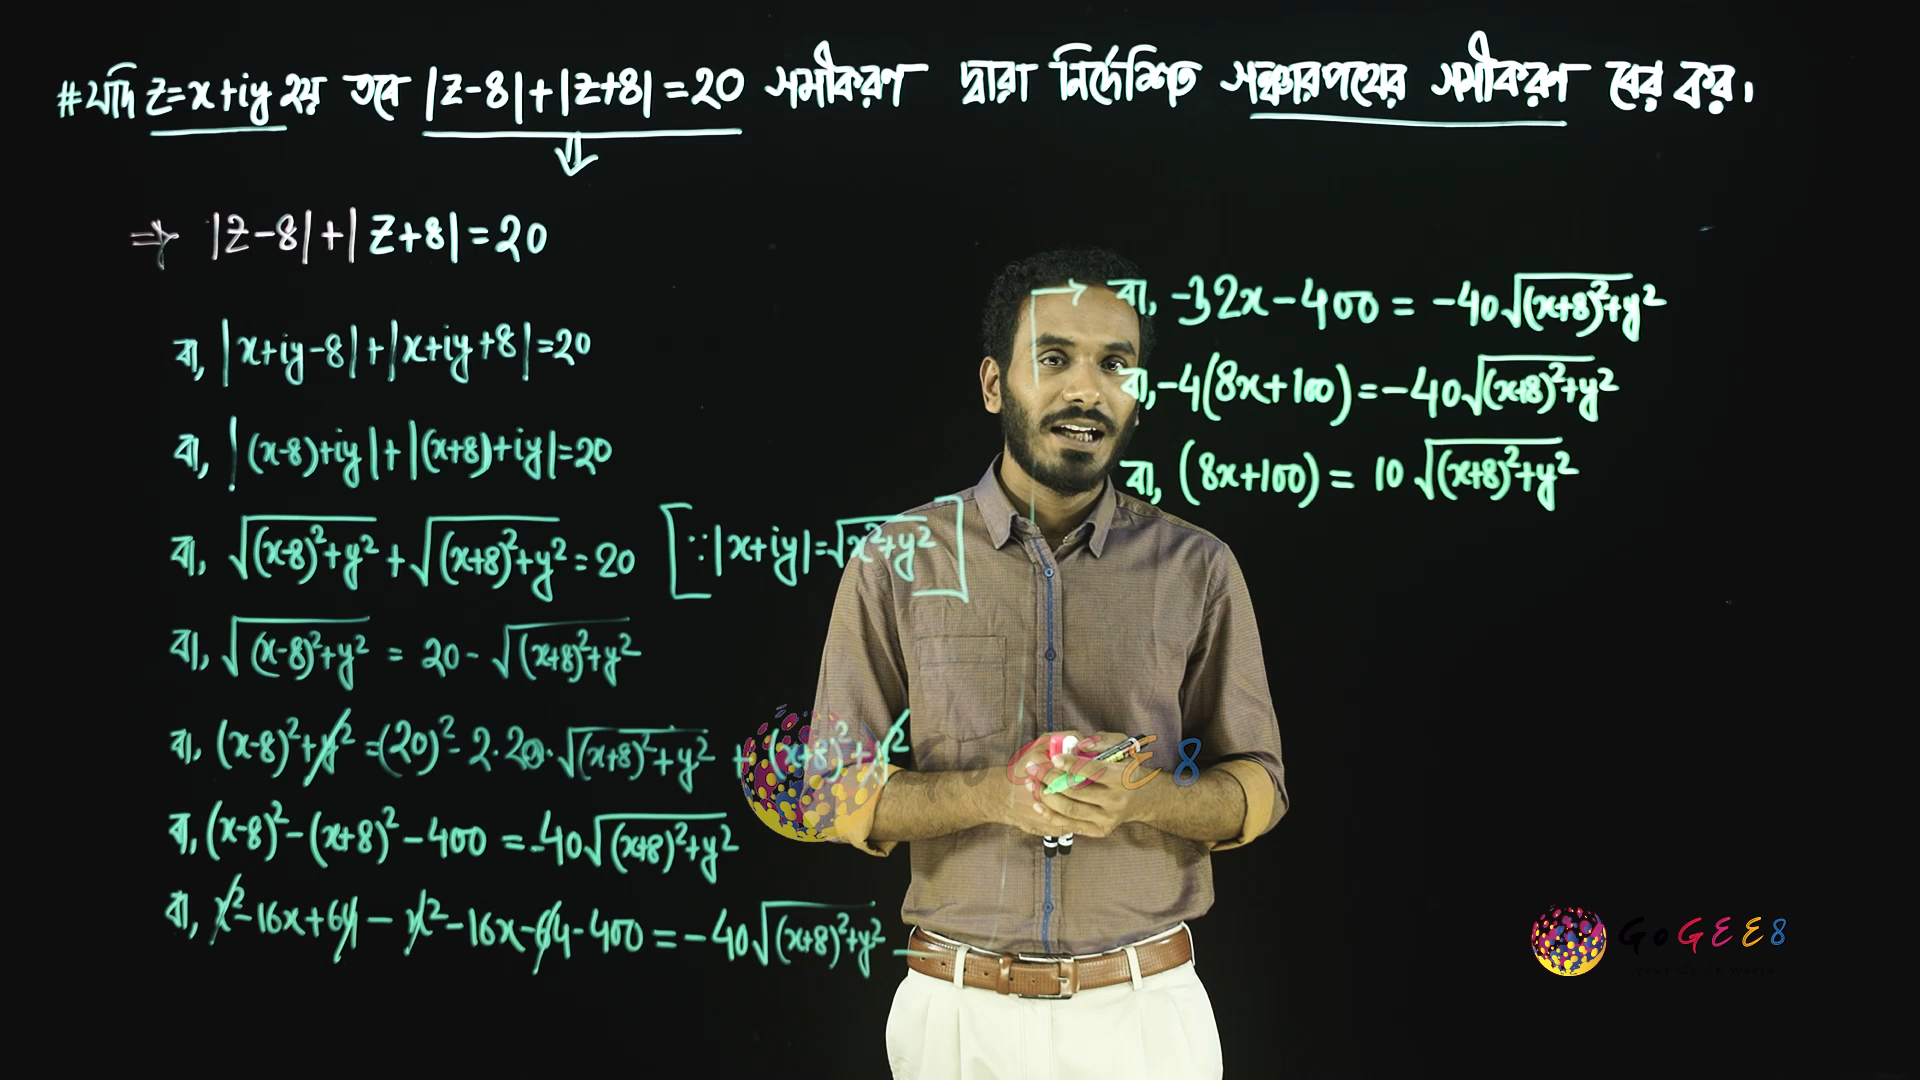 # যদি z=x+iy হয় তবে |z-8|+|z+8|=20 সমীকরণ দ্বারা নির্দেশিত সঞ্চারপথের সমীকরণ বের কর।
⇒ |z-8|+|z+8|=20
বা, |x+iy-8|+|x+iy+8|=20
বা, |(x-8)+iy|+|(x+8)+iy|=20
বা, √((x-8)²+y²) + √((x+8)²+y²) = 20 [∵|x+iy|=√(x²+y²)]
বা, √((x-8)²+y²) = 20 - √((x+8)²+y²)
বা, (x-8)²+y² = (20)² - 2.20.√((x+8)²+y²) + (x+8)²+y²
বা, (x-8)² - (x+8)² - 400 = -40√((x+8)²+y²)
বা, x²-16x+64 - x²-16x-64-400 = -40√((x+8)²+y²)
বা, -32x-400 = -40√((x+8)²+y²)
বা, -4(8x+100) = -40√((x+8)²+y²)
বা, (8x+100) = 10√((x+8)²+y²)
GoGEE8
GoGEE8